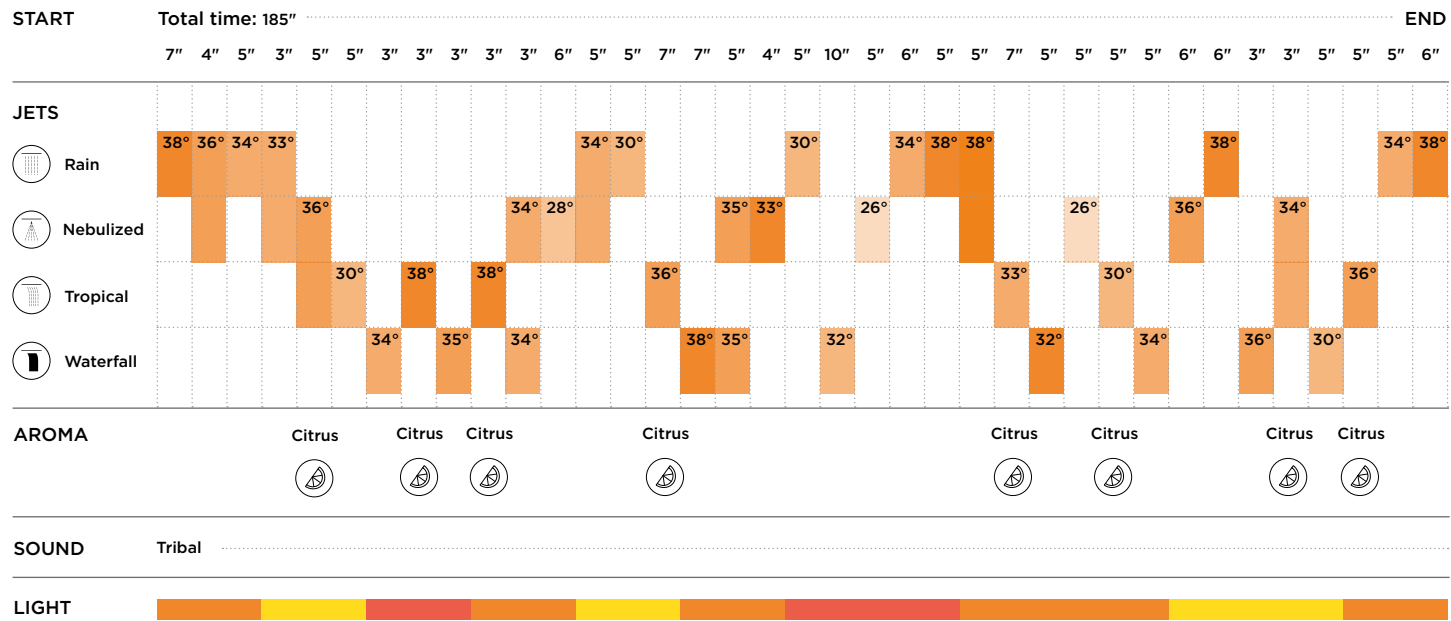 START Total time: 185" END
7" 4" 5" 3" 5" 5" 3" 3" 3" 3" 6" 5" 5" 7" 7" 5" 4" 5" 10" 5" 6" 5" 5" 7" 5" 5" 5" 5" 6" 6" 3" 3" 5" 5" 5" 6"
JETS
38° 36° 34° 33° 34° 30° 30° 34° 38° 38° 38° 34° 38°
Rain
36° 34° 28° 35° 33° 26° 26° 36° 34°
Nebulized
30° 38° 38° 36° 33° 30° 36°
Tropical
34° 35° 34° 38° 35° 32° 32° 34° 36° 30°
Waterfall
AROMA Citrus Citrus Citrus Citrus Citrus Citrus Citrus Citrus
SOUND Tribal
LIGHT